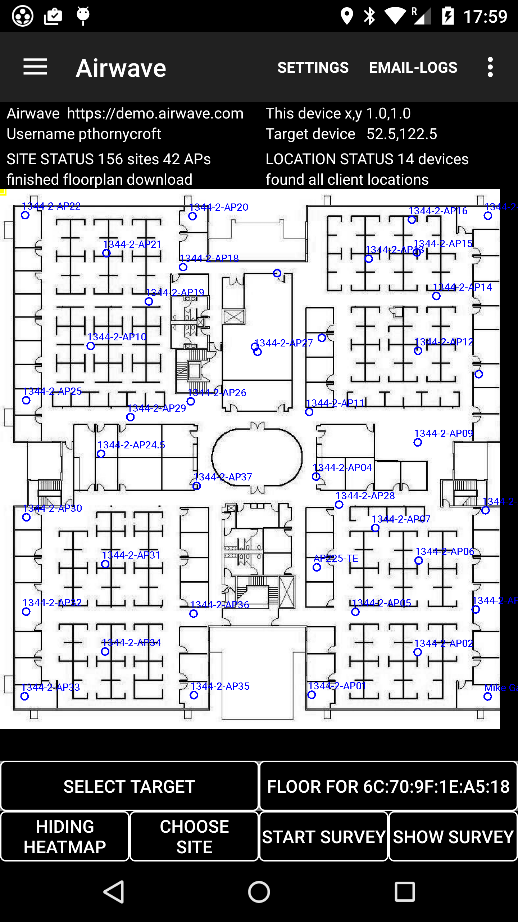 R
17:59
Airwave
SETTINGS
EMAIL-LOGS
Airwave https://demo.airwave.com
Username pthornycroft
SITE STATUS 156 sites 42 APs
finished floorplan download
This device x,y 1.0,1.0
Target device 52.5,122.5
LOCATION STATUS 14 devices
found all client locations
1344-2-AP22
1344-2-AP20
1344-2-AP16
1344-2-AP21
1344-2-AP15
1344-2-AP18
1344-2-AP19
1344-2-AP14
1344-2-AP10
1344-2-AP27
1344-2-AP12
1344-2-AP25
1344-2-AP26
1344-2-AP11
1344-2-AP29
1344-2-AP24.5
1344-2-AP09
1344-2-AP37
1344-2-AP04
1344-2-AP28
1344-2-AP30
1344-2-AP07
1344-2-AP31
AP225 TE
1344-2-AP06
1344-2-AP32
1344-2-AP36
1344-2-AP05
1344-2-AP34
1344-2-AP02
1344-2-AP33
1344-2-AP35
1344-2-AP01
SELECT TARGET
FLOOR FOR 6C:70:9F:1E:A5:18
HIDING
HEATMAP
CHOOSE
SITE
START SURVEY
SHOW SURVEY